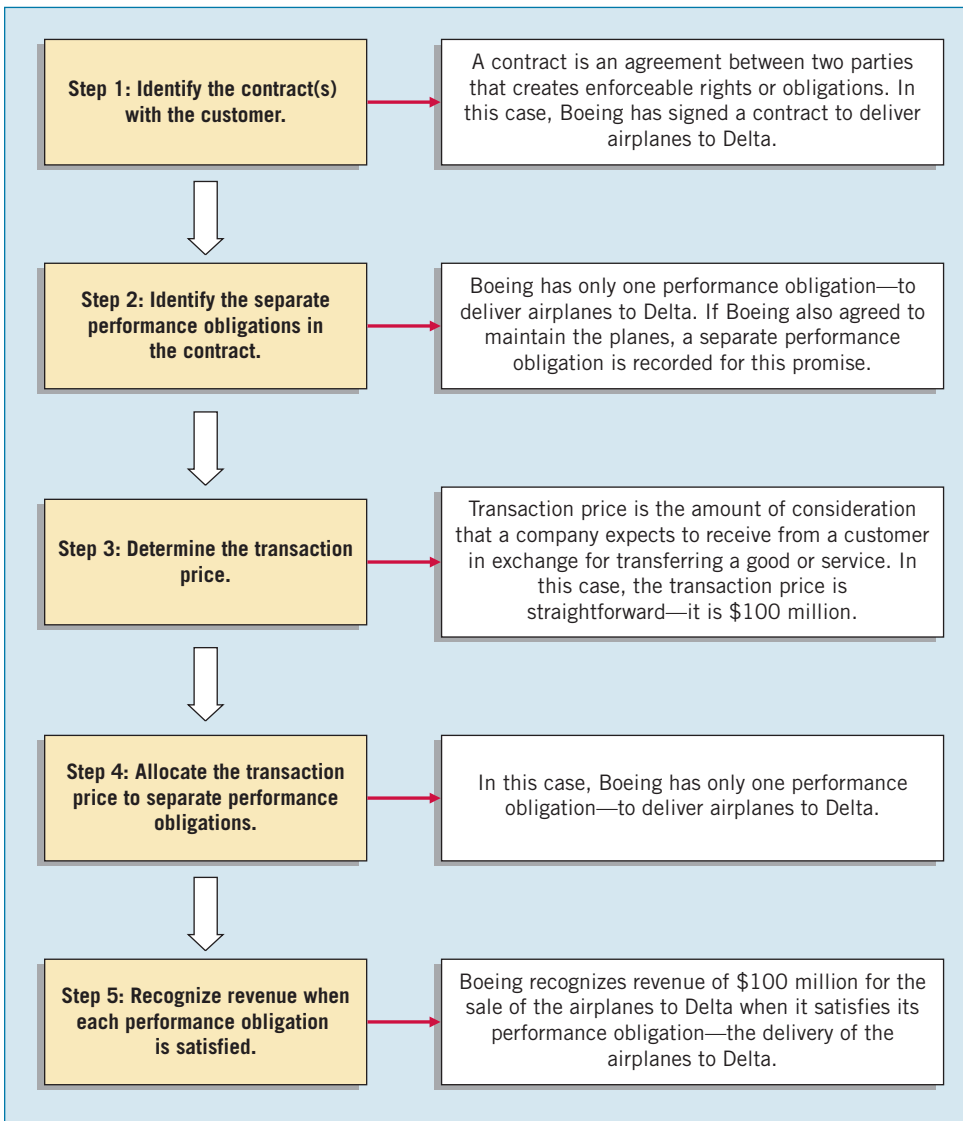 Step 1: Identify the contract(s)
with the customer.
A contract is an agreement between two parties
that creates enforceable rights or obligations. In
this case, Boeing has signed a contract to deliver
airplanes to Delta.
Step 2: Identify the separate
performance obligations in
the contract.
Boeing has only one performance obligation—to
deliver airplanes to Delta. If Boeing also agreed to
maintain the planes, a separate performance
obligation is recorded for this promise.
Step 3: Determine the transaction
price.
Transaction price is the amount of consideration
that a company expects to receive from a customer
in exchange for transferring a good or service. In
this case, the transaction price is
straightforward—it is $100 million.
Step 4: Allocate the transaction
price to separate performance
obligations.
In this case, Boeing has only one performance
obligation—to deliver airplanes to Delta.
Step 5: Recognize revenue when
each performance obligation
is satisfied.
Boeing recognizes revenue of $100 million for the
sale of the airplanes to Delta when it satisfies its
performance obligation—the delivery of the
airplanes to Delta.